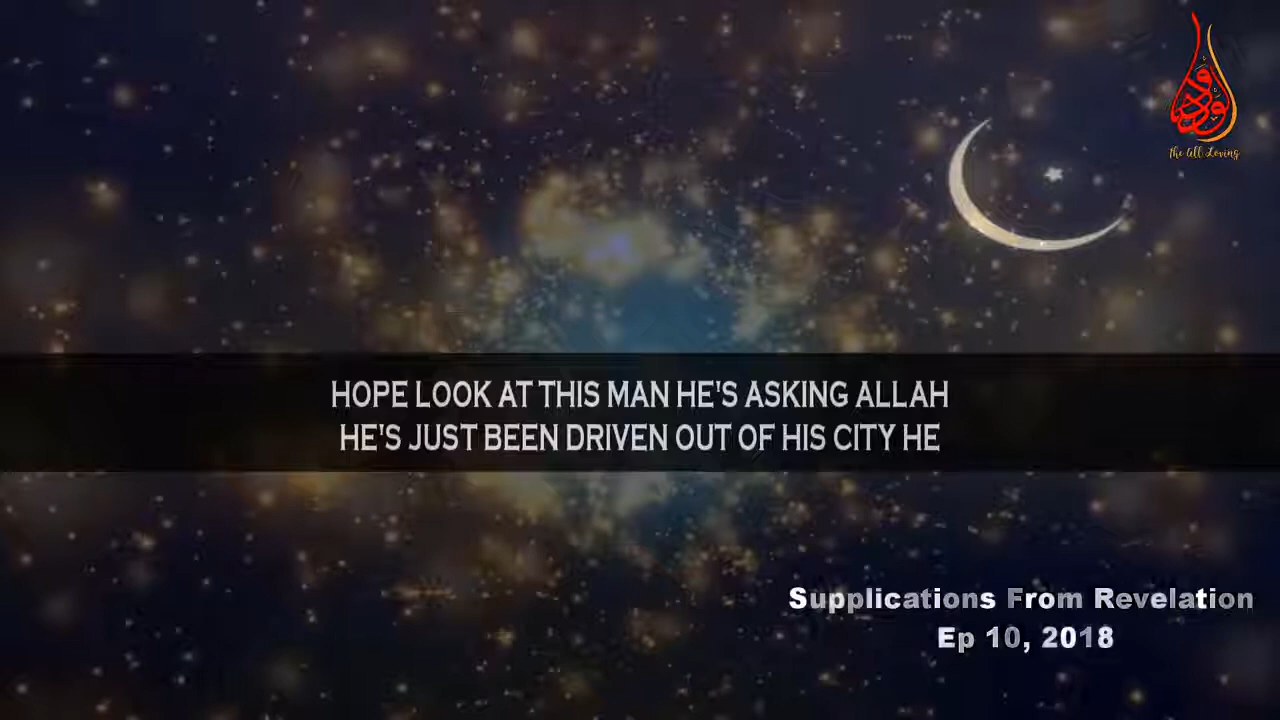 الودود
The All Loving
HOPE LOOK AT THIS MAN HE'S ASKING ALLAH
HE'S JUST BEEN DRIVEN OUT OF HIS CITY HE
Supplications From Revelation
Ep 10, 2018